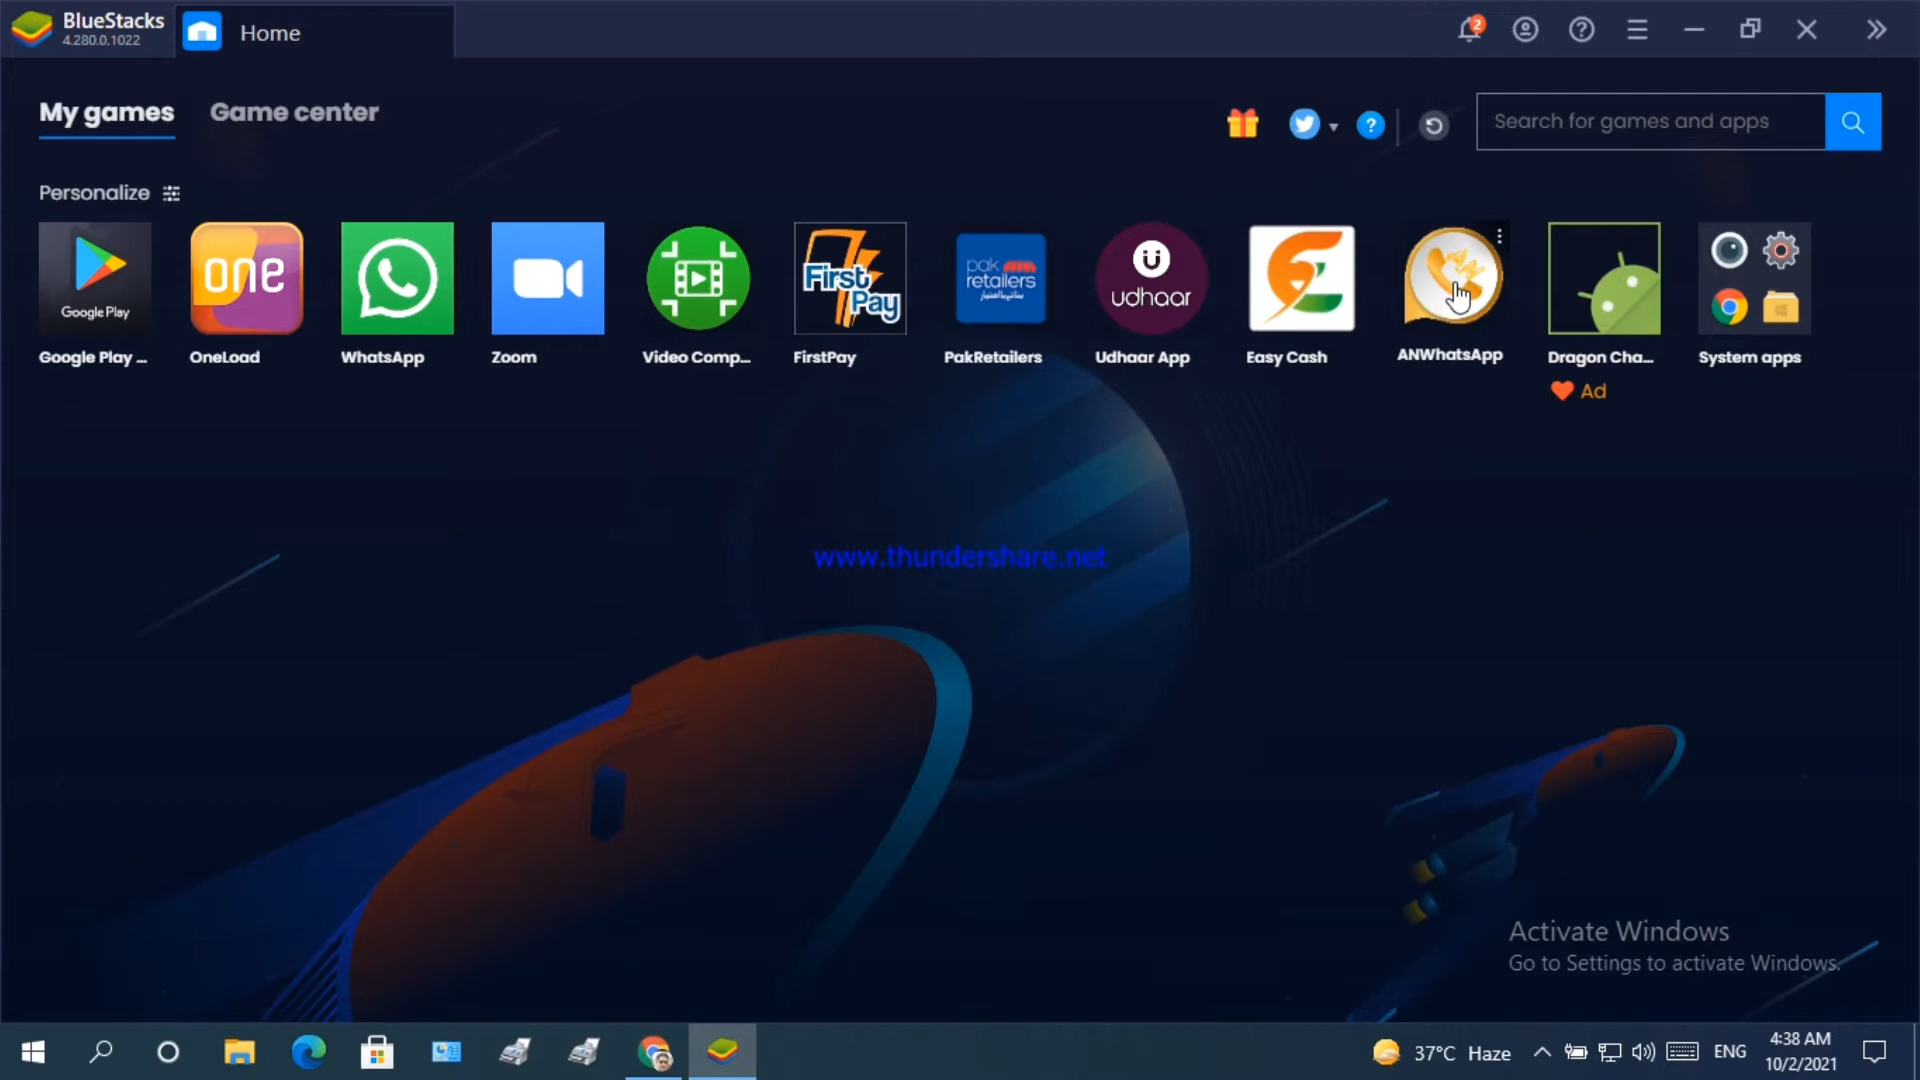 BlueStacks
4.280.0.1022
Home
2
My games
Game center
?
Search for games and apps
Personalize
Google Play
one
First
Pay
pak
retailers
U
udhaar
AN
Google Play ...
OneLoad
WhatsApp
Zoom
Video Comp...
FirstPay
PakRetailers
Udhaar App
Easy Cash
ANWhatsApp
Dragon Cha...
System apps
Ad
www.thundershare.net
Activate Windows
Go to Settings to activate Windows.
37°C Haze
ENG
4:38 AM
10/2/2021